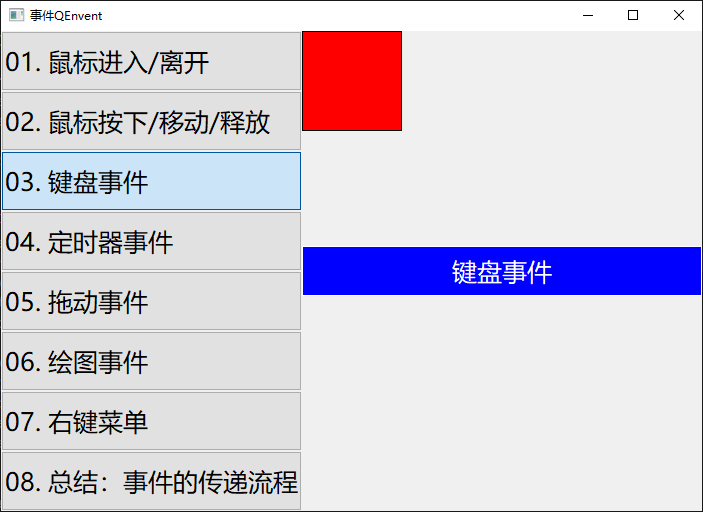 事件QEnvent
01. 鼠标进入/离开
02. 鼠标按下/移动/释放
03. 键盘事件
04. 定时器事件
05. 拖动事件
06. 绘图事件
07. 右键菜单
08. 总结：事件的传递流程
键盘事件